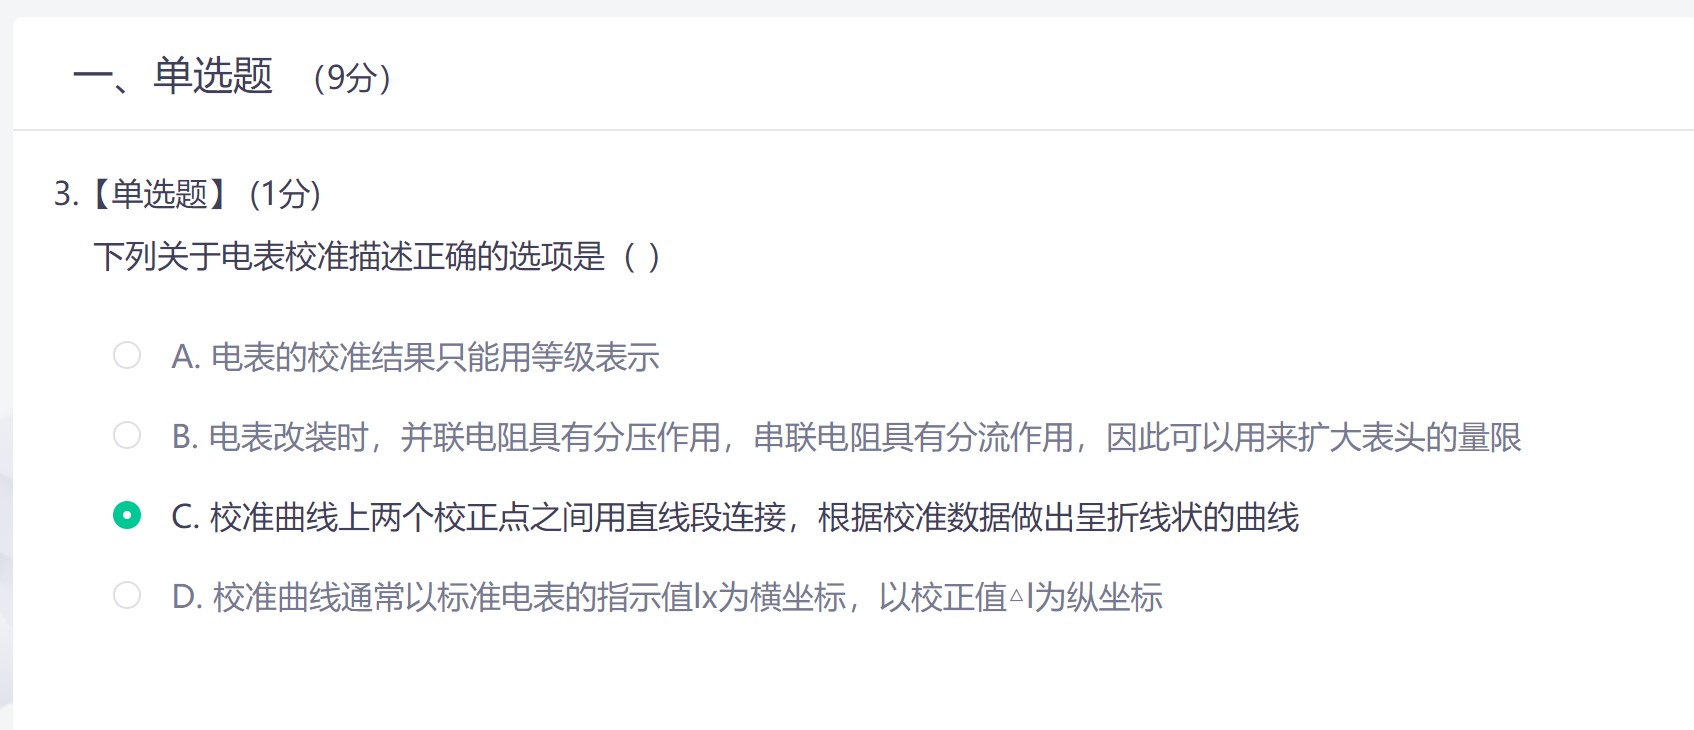 一、单选题 （9分）
3.【单选题】 (1分)
下列关于电表校准描述正确的选项是（ ）
A. 电表的校准结果只能用等级表示
B. 电表改装时，并联电阻具有分压作用，串联电阻具有分流作用，因此可以用来扩大表头的量限
C. 校准曲线上两个校正点之间用直线段连接，根据校准数据做出呈折线状的曲线
D. 校准曲线通常以标准电表的指示值Ix为横坐标，以校正值△I为纵坐标